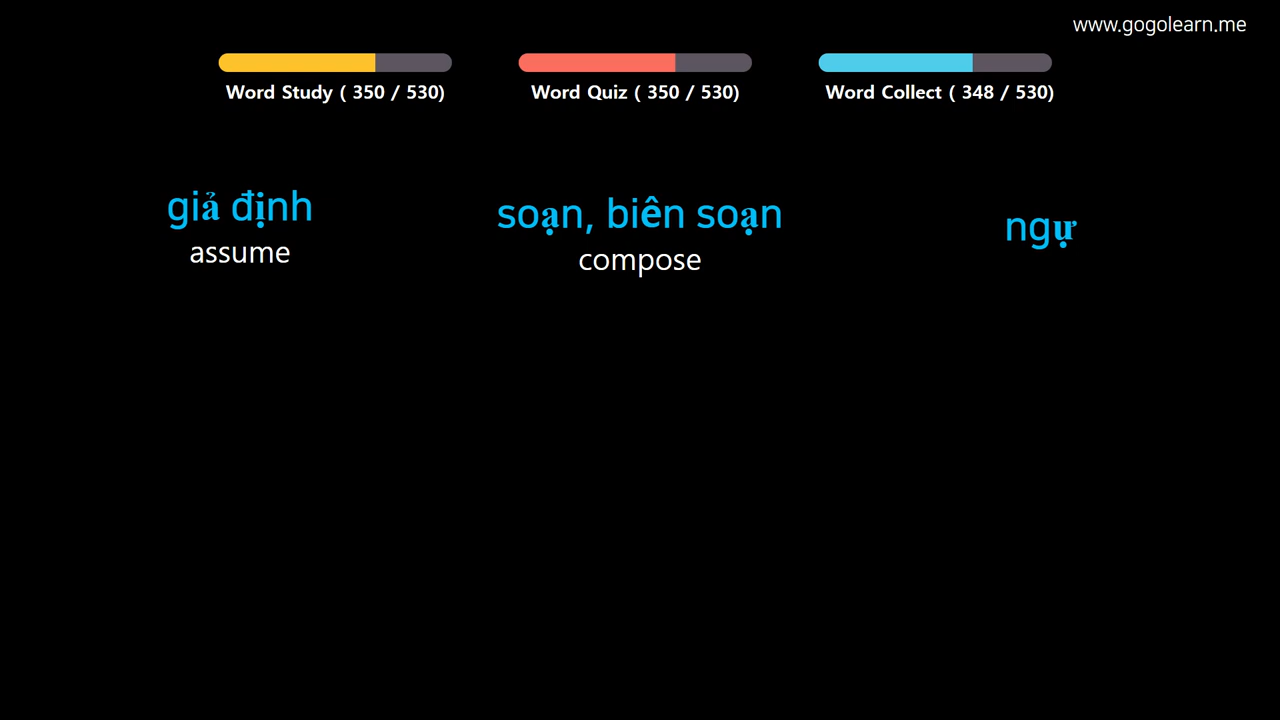 www.gogolearn.me
Word Study ( 350 / 530)
Word Quiz ( 350 / 530)
Word Collect ( 348 / 530)
giả định
assume
soạn, biên soạn
compose
ngự